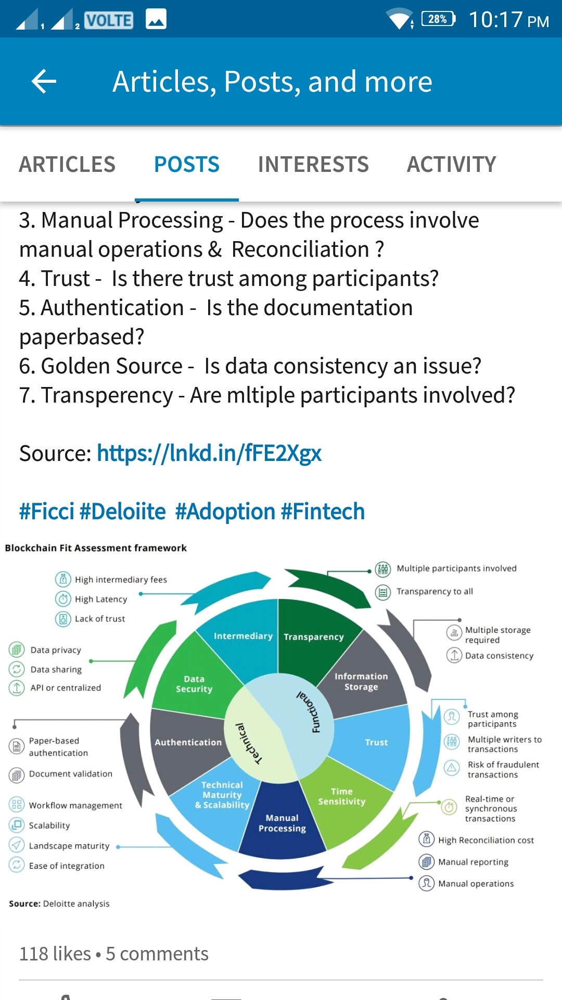 1 2 VOLTE 28% 10:17 PM
Articles, Posts, and more
ARTICLES POSTS INTERESTS ACTIVITY
3. Manual Processing - Does the process involve
manual operations & Reconciliation ?
4. Trust - Is there trust among participants?
5. Authentication - Is the documentation
paperbased?
6. Golden Source - Is data consistency an issue?
7. Transperency - Are mltiple participants involved?
Source: https://lnkd.in/fFE2Xgx
#Ficci #Deloiite #Adoption #Fintech
Blockchain Fit Assessment framework
High intermediary fees
High Latency
Lack of trust
Multiple participants involved
Transparency to all
Data privacy
Data sharing
API or centralized
Multiple storage
required
Data consistency
Intermediary
Transparency
Data
Security
Information
Storage
Functional
Technical
Authentication
Trust
Technical
Maturity
& Scalability
Manual
Processing
Time
Sensitivity
Paper-based
authentication
Document validation
Trust among
participants
Multiple writers to
transactions
Risk of fraudulent
transactions
Workflow management
Scalability
Landscape maturity
Ease of integration
Real-time or
synchronous
transactions
High Reconciliation cost
Manual reporting
Manual operations
Source: Deloitte analysis
118 likes • 5 comments